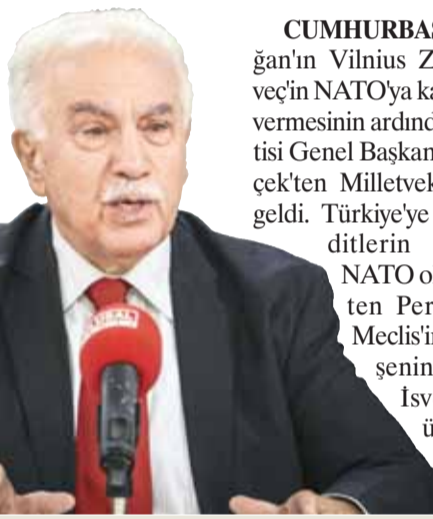 CUMHURBAŞ
ğan'ın Vilnius Z
veç'in NATO'ya ka
vermesinin ardınd
tisi Genel Başkan
çek'ten Milletvek
geldi. Türkiye'ye
ditlerin
NATO o
ten Per
Meclis'in
şenin
İsv
ü
ULUSAL